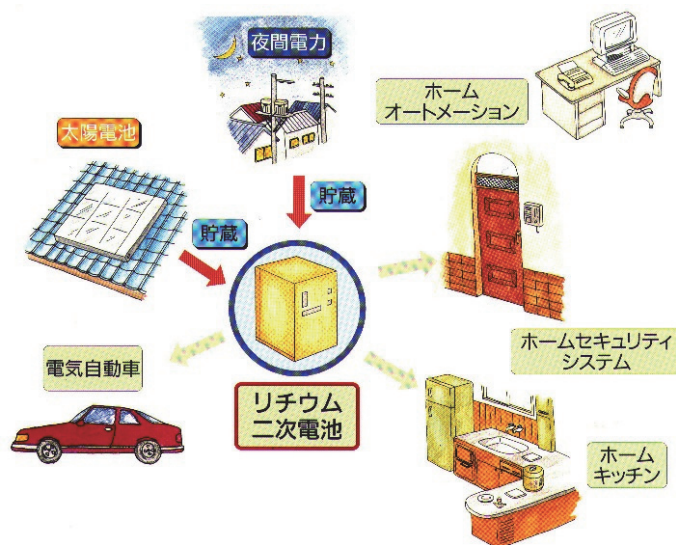 夜間電力
ホーム
オートメーション
太陽電池
貯蔵
貯蔵
電気自動車
リチウム
二次電池
ホームセキュリティ
システム
ホーム
キッチン